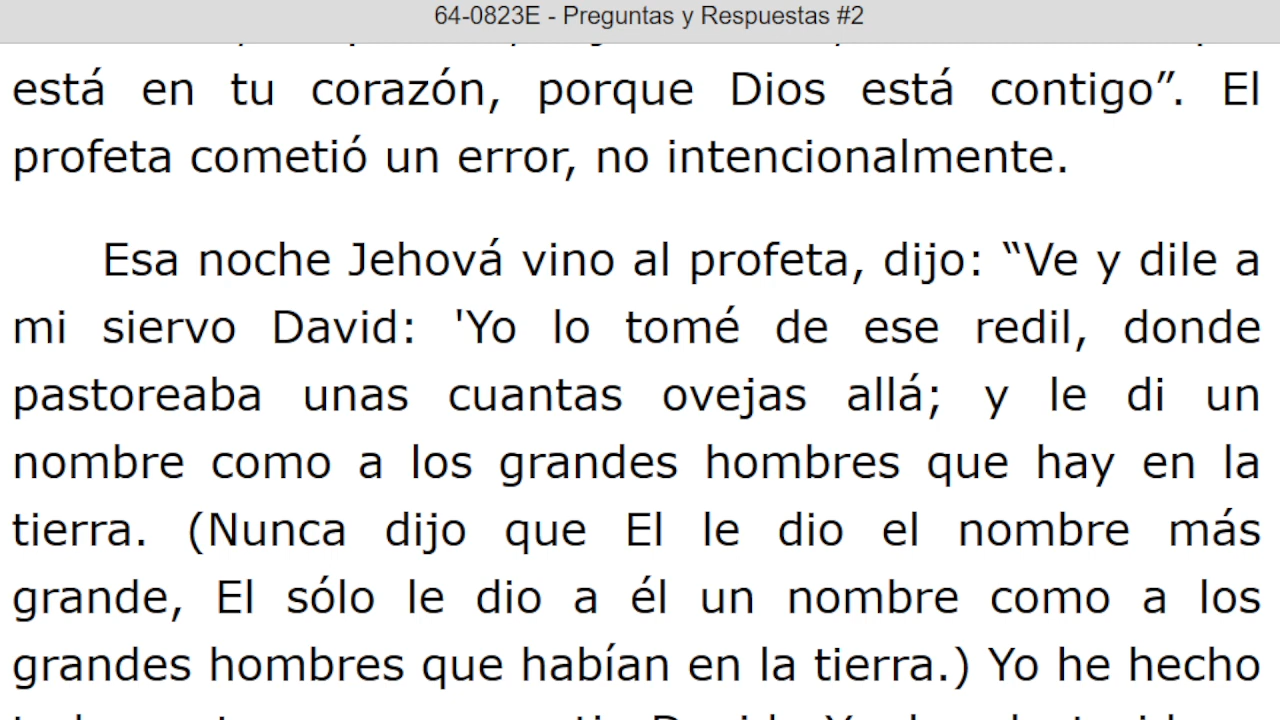 64-0823E - Preguntas y Respuestas #2
está en tu corazón, porque Dios está contigo”. El
profeta cometió un error, no intencionalmente.
Esa noche Jehová vino al profeta, dijo: “Ve y dile a
mi siervo David: 'Yo lo tomé de ese redil, donde
pastoreaba unas cuantas ovejas allá; y le di un
nombre como a los grandes hombres que hay en la
tierra. (Nunca dijo que El le dio el nombre más
grande, El sólo le dio a él un nombre como a los
grandes hombres que habían en la tierra.) Yo he hecho